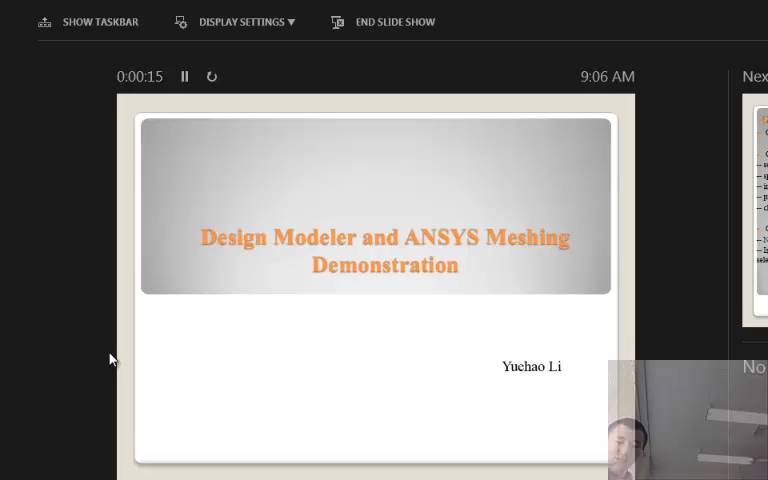 SHOW TASKBAR
DISPLAY SETTINGS ▼
END SLIDE SHOW
0:00:15
9:06 AM
Nex
Design Modeler and ANSYS Meshing
Demonstration
Yuehao Li
No